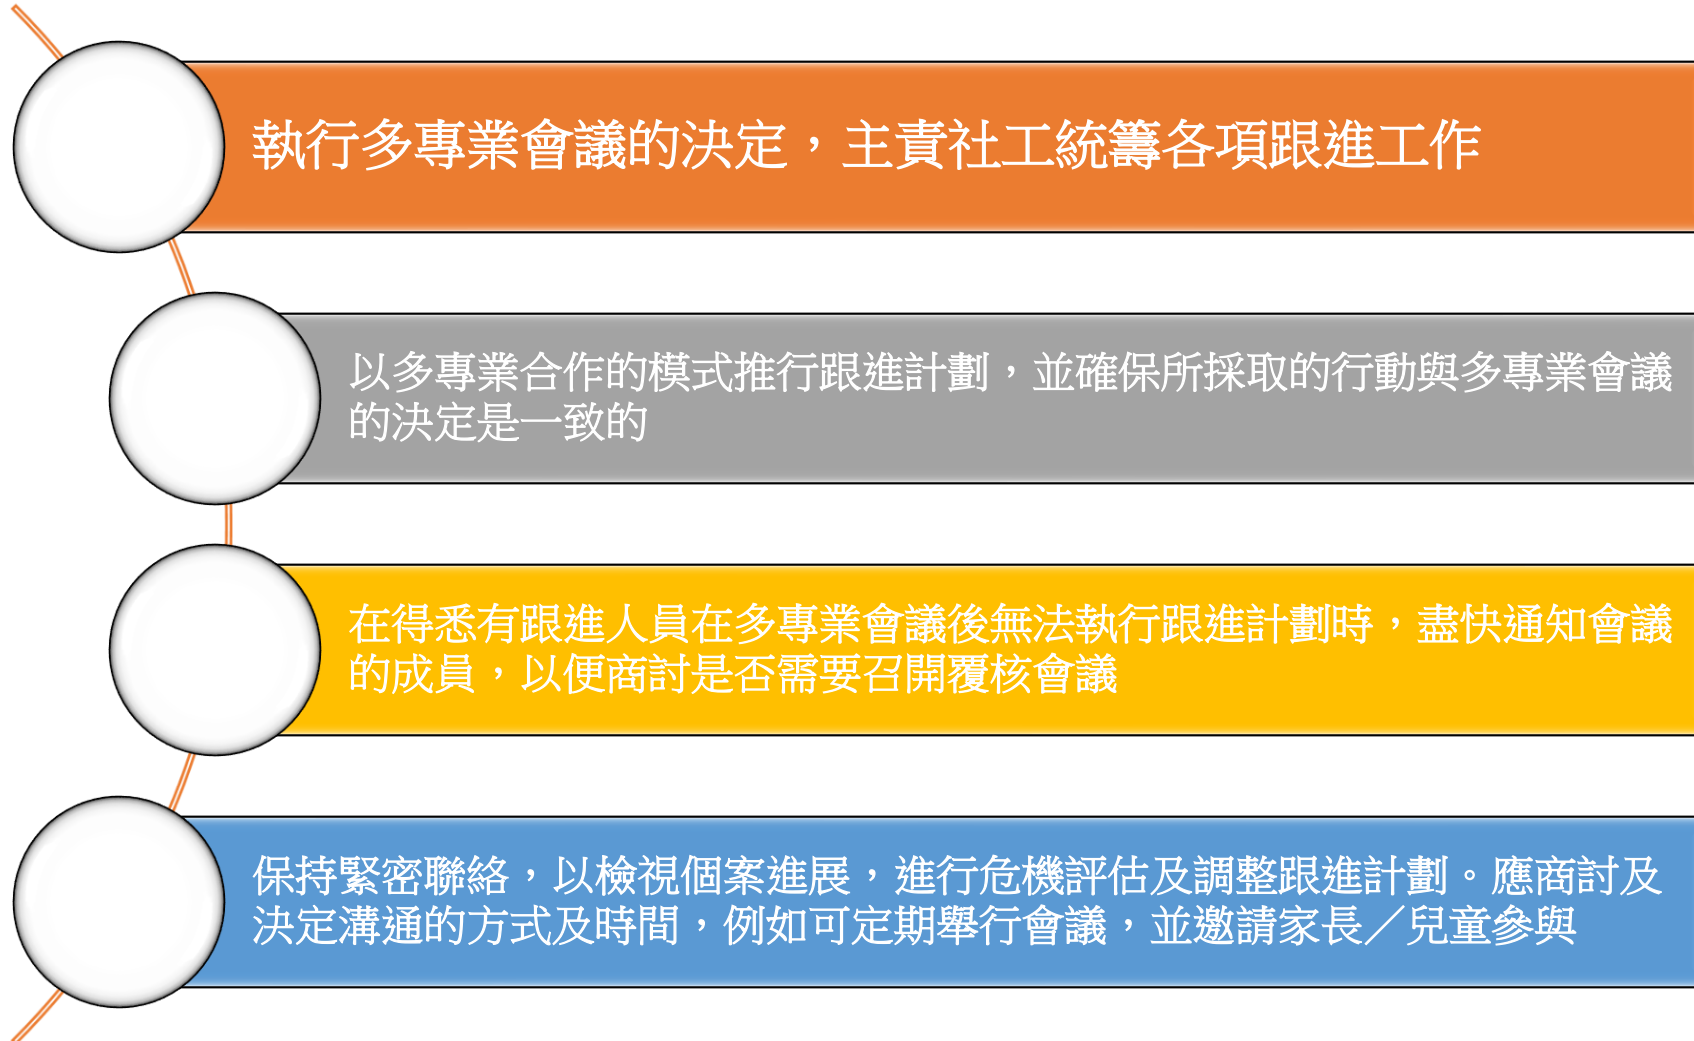 執行多專業會議的決定，主責社工統籌各項跟進工作
以多專業合作的模式推行跟進計劃，並確保所採取的行動與多專業會議
的決定是一致的
在得悉有跟進人員在多專業會議後無法執行跟進計劃時，盡快通知會議
的成員，以便商討是否需要召開覆核會議
保持緊密聯絡，以檢視個案進展，進行危機評估及調整跟進計劃。應商討及
決定溝通的方式及時間，例如可定期舉行會議，並邀請家長／兒童參與